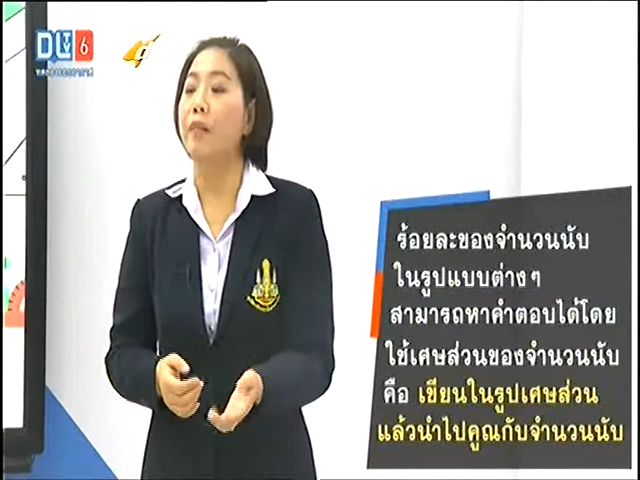 DLTV 6
ร้อยละของจำนวนนับ
ในรูปแบบต่างๆ
สามารถหาคำตอบได้โดย
ใช้เศษส่วนของจำนวนนับ
คือ เขียนในรูปเศษส่วน
แล้วนำไปคูณกับจำนวนนับ